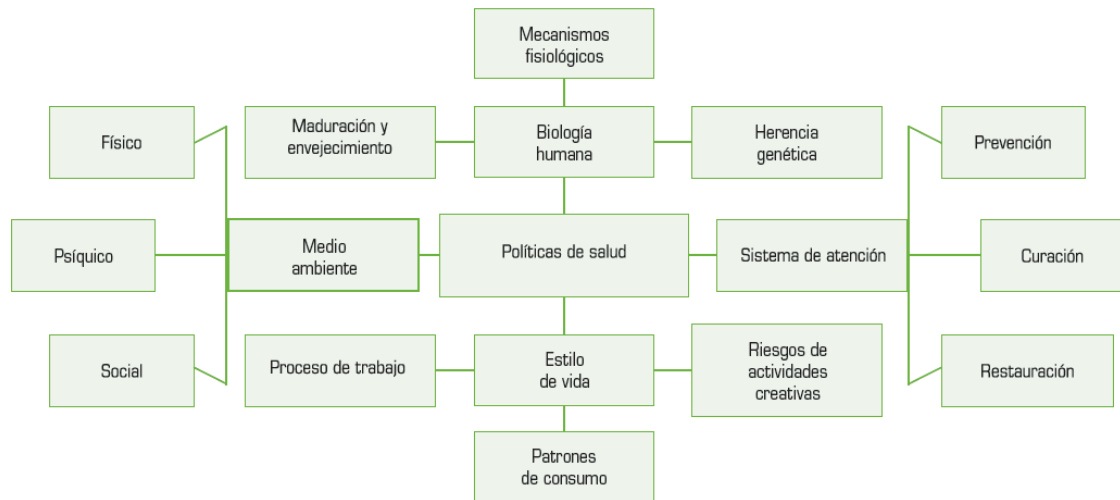 Mecanismos
fisiológicos
Físico
Maduración y
envejecimiento
Biología
humana
Herencia
genética
Prevención
Psíquico
Medio
ambiente
Políticas de salud
Sistema de atención
Curación
Social
Proceso de trabajo
Estilo
de vida
Riesgos de
actividades
creativas
Restauración
Patrones
de consumo